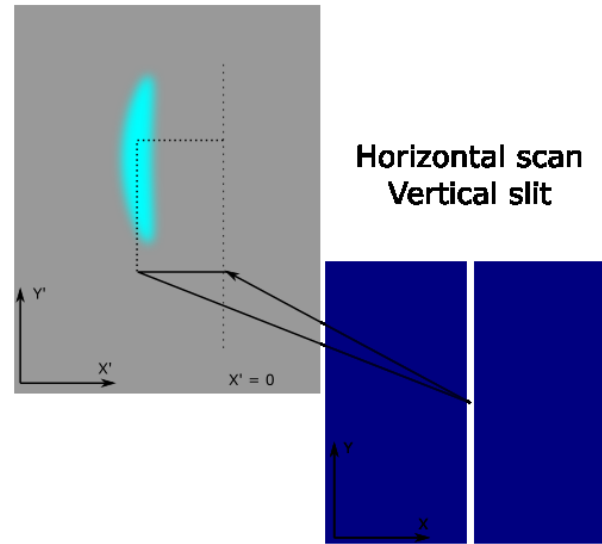 Horizontal scan
Vertical slit
Y'
X'
X' = 0
Y
X